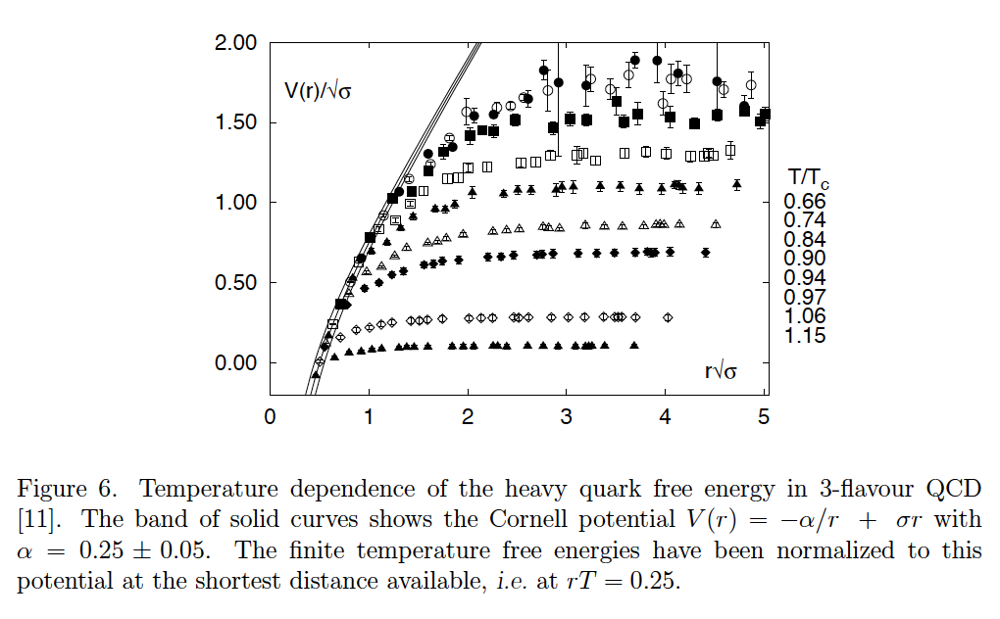 2.00
V(r)/√σ
1.50
1.00
0.50
0.00
T/Tc
0.66
0.74
0.84
0.90
0.94
0.97
1.06
1.15
r√σ
0 1 2 3 4 5
Figure 6. Temperature dependence of the heavy quark free energy in 3-flavour QCD
[11]. The band of solid curves shows the Cornell potential V(r) = −α/r + σr with
α = 0.25 ± 0.05. The finite temperature free energies have been normalized to this
potential at the shortest distance available, i.e. at rT = 0.25.